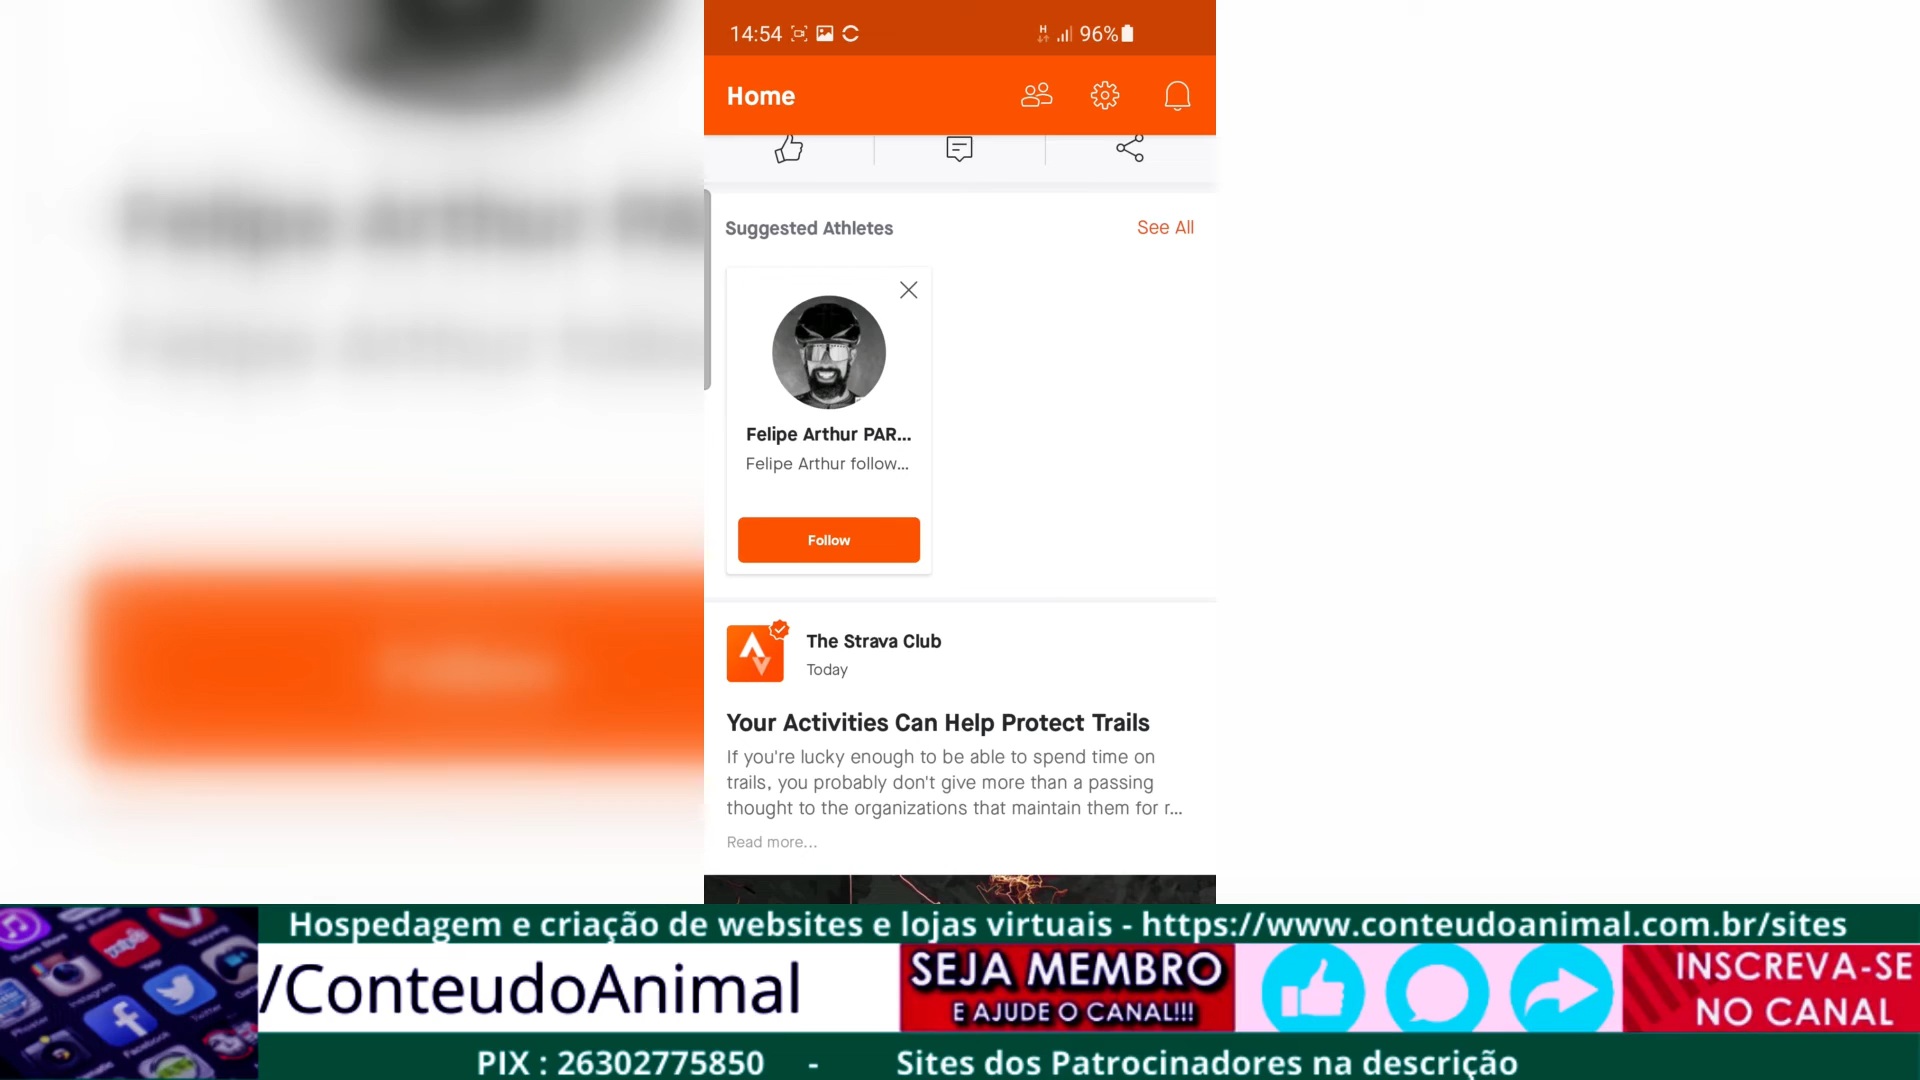 14:54
H
96%
Home
Suggested Athletes
See All
Felipe Arthur PAR...
Felipe Arthur follow...
Follow
The Strava Club
Today
Your Activities Can Help Protect Trails
If you're lucky enough to be able to spend time on
trails, you probably don't give more than a passing
thought to the organizations that maintain them for r...
Read more...
Hospedagem e criação de websites e lojas virtuais - https://www.conteudoanimal.com.br/sites
/ConteudoAnimal
SEJA MEMBRO
E AJUDE O CANAL!!!
INSCREVA-SE
NO CANAL
PIX : 26302775850 - Sites dos Patrocinadores na descrição